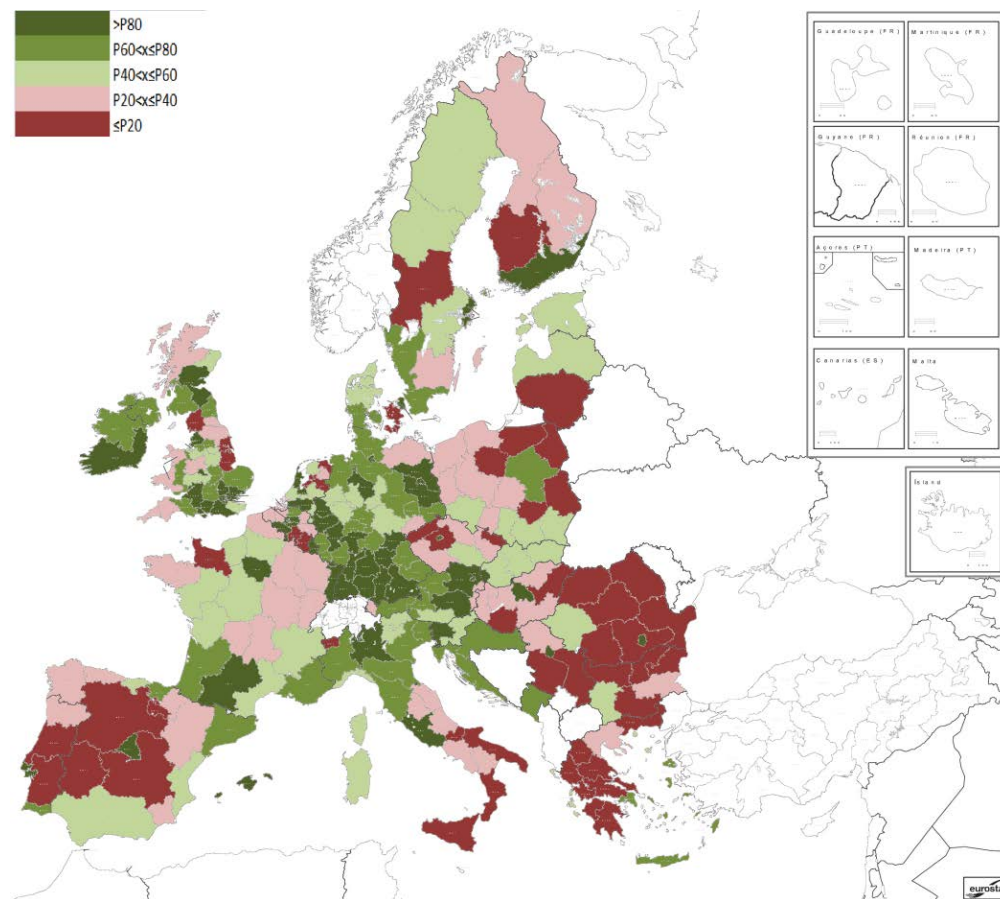 >P80
P60<x≤P80
P40<x≤P60
P20<x≤P40
≤P20
Guadeloupe (FR)
Martinique (FR)
Guyane (FR)
Réunion (FR)
Açores (PT)
Madeira (PT)
Canarias (ES)
Malta
Ísland
eurosta